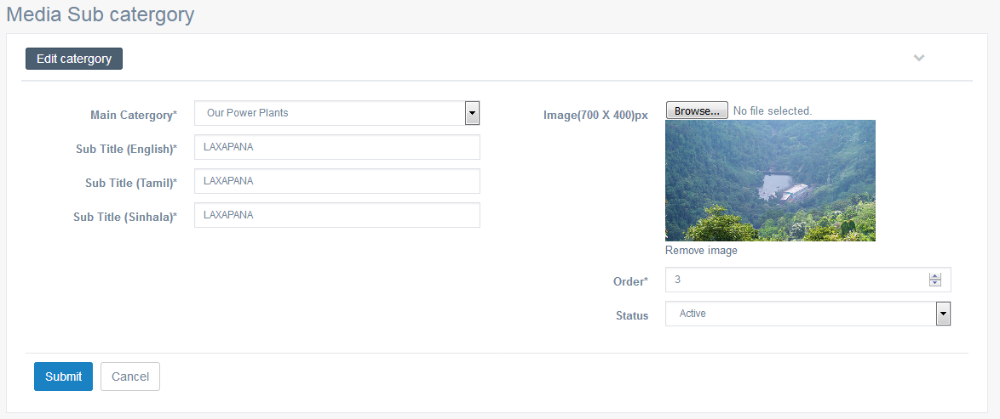 Media Sub catergory
Edit catergory
Main Catergory*
Our Power Plants
Sub Title (English)*
LAXAPANA
Sub Title (Tamil)*
LAXAPANA
Sub Title (Sinhala)*
LAXAPANA
Image(700 X 400)px
Browse... No file selected.
Remove image
Order*
3
Status
Active
Submit
Cancel